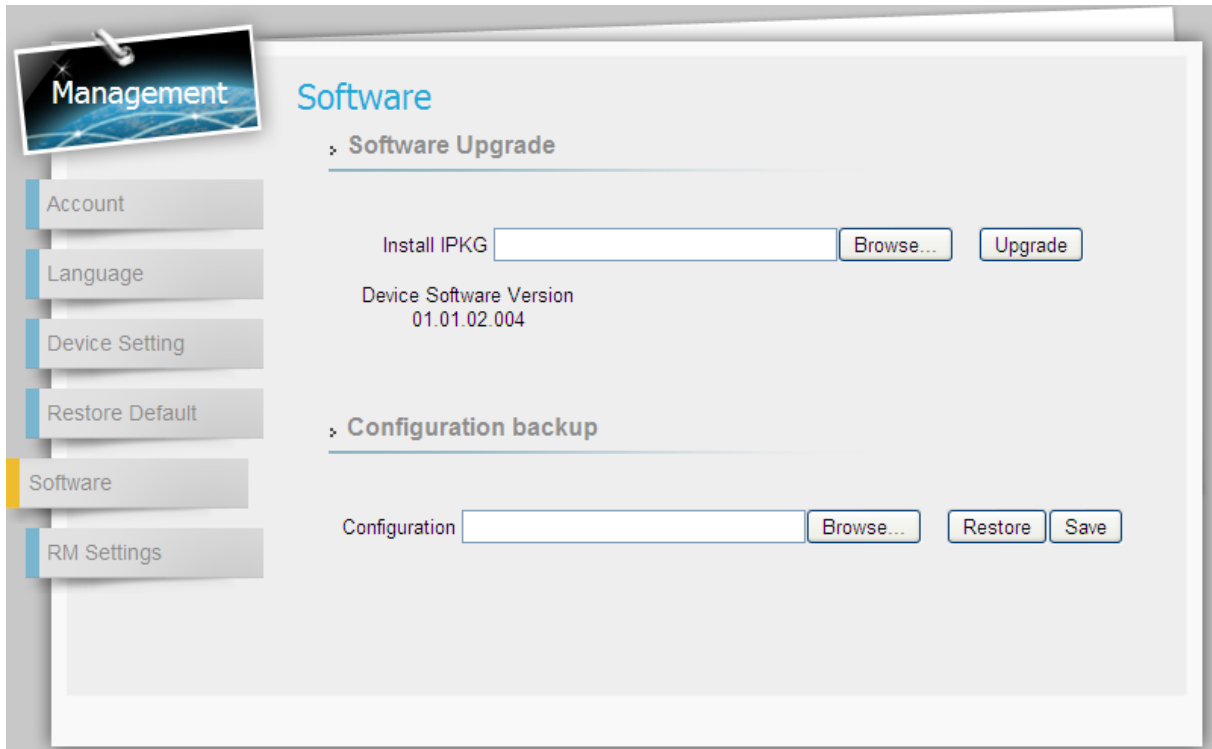 Management
Software
Software Upgrade
Account
Install IPKG Browse... Upgrade
Language
Device Software Version
01.01.02.004
Device Setting
Restore Default
Configuration backup
Software
Configuration Browse... Restore Save
RM Settings